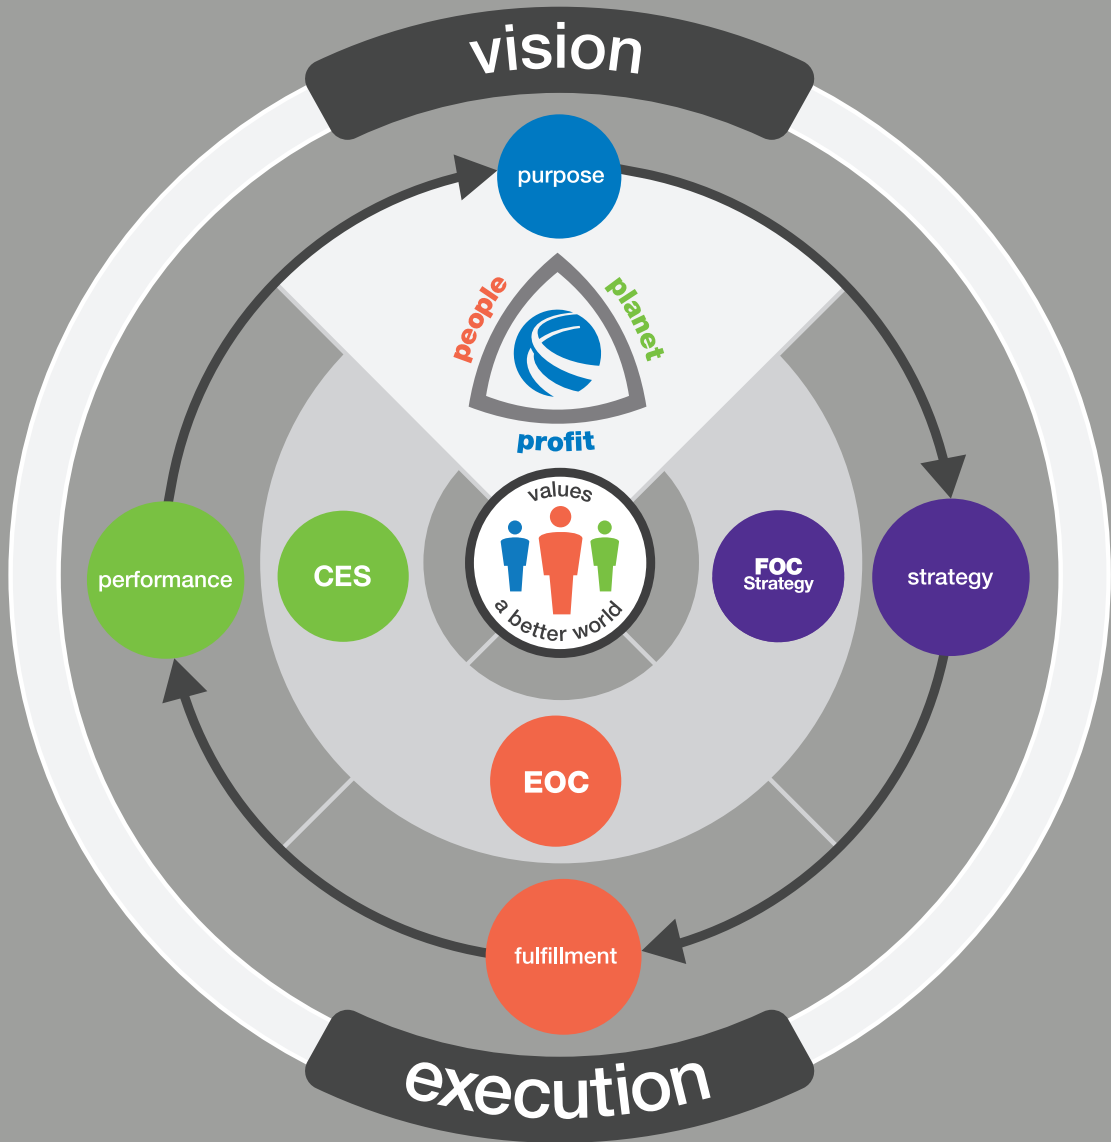 vision
purpose
people
planet
profit
values
a better world
performance
CES
FOC
Strategy
strategy
EOC
fulfillment
execution